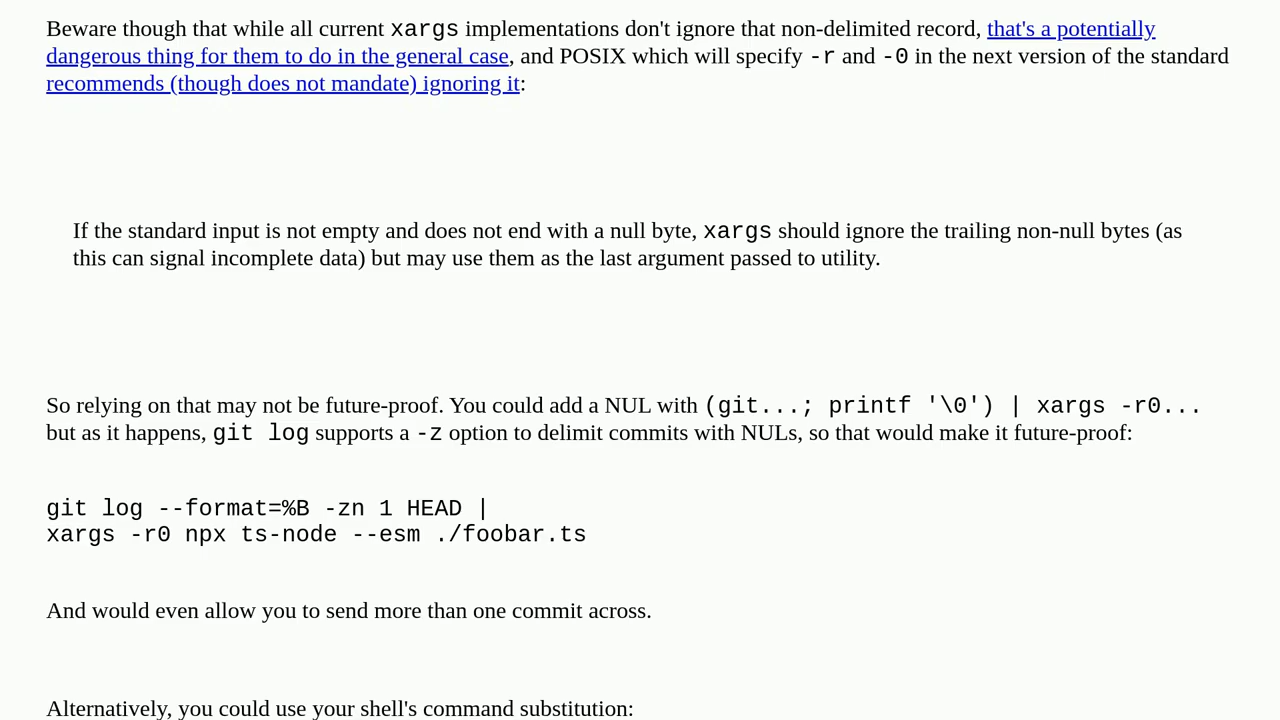 Beware though that while all current xargs implementations don't ignore that non-delimited record, that's a potentially
dangerous thing for them to do in the general case, and POSIX which will specify -r and -0 in the next version of the standard
recommends (though does not mandate) ignoring it:
If the standard input is not empty and does not end with a null byte, xargs should ignore the trailing non-null bytes (as
this can signal incomplete data) but may use them as the last argument passed to utility.
So relying on that may not be future-proof. You could add a NUL with (git...; printf '\0') | xargs -r0...
but as it happens, git log supports a -z option to delimit commits with NULs, so that would make it future-proof:
git log --format=%B -zn 1 HEAD |
xargs -r0 npx ts-node --esm ./foobar.ts
And would even allow you to send more than one commit across.
Alternatively, you could use your shell's command substitution: